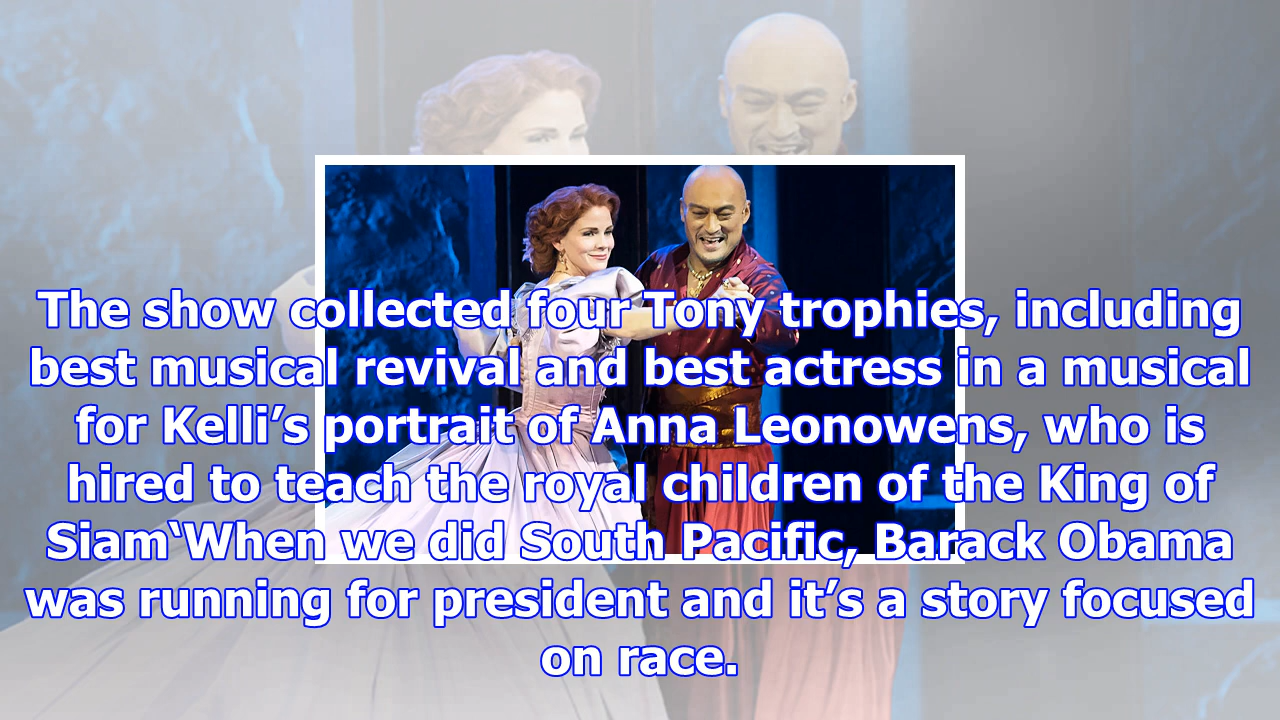 The show collected four Tony trophies, including
best musical revival and best actress in a musical
for Kelli’s portrait of Anna Leonowens, who is
hired to teach the royal children of the King of
Siam‘When we did South Pacific, Barack Obama
was running for president and it’s a story focused
on race.